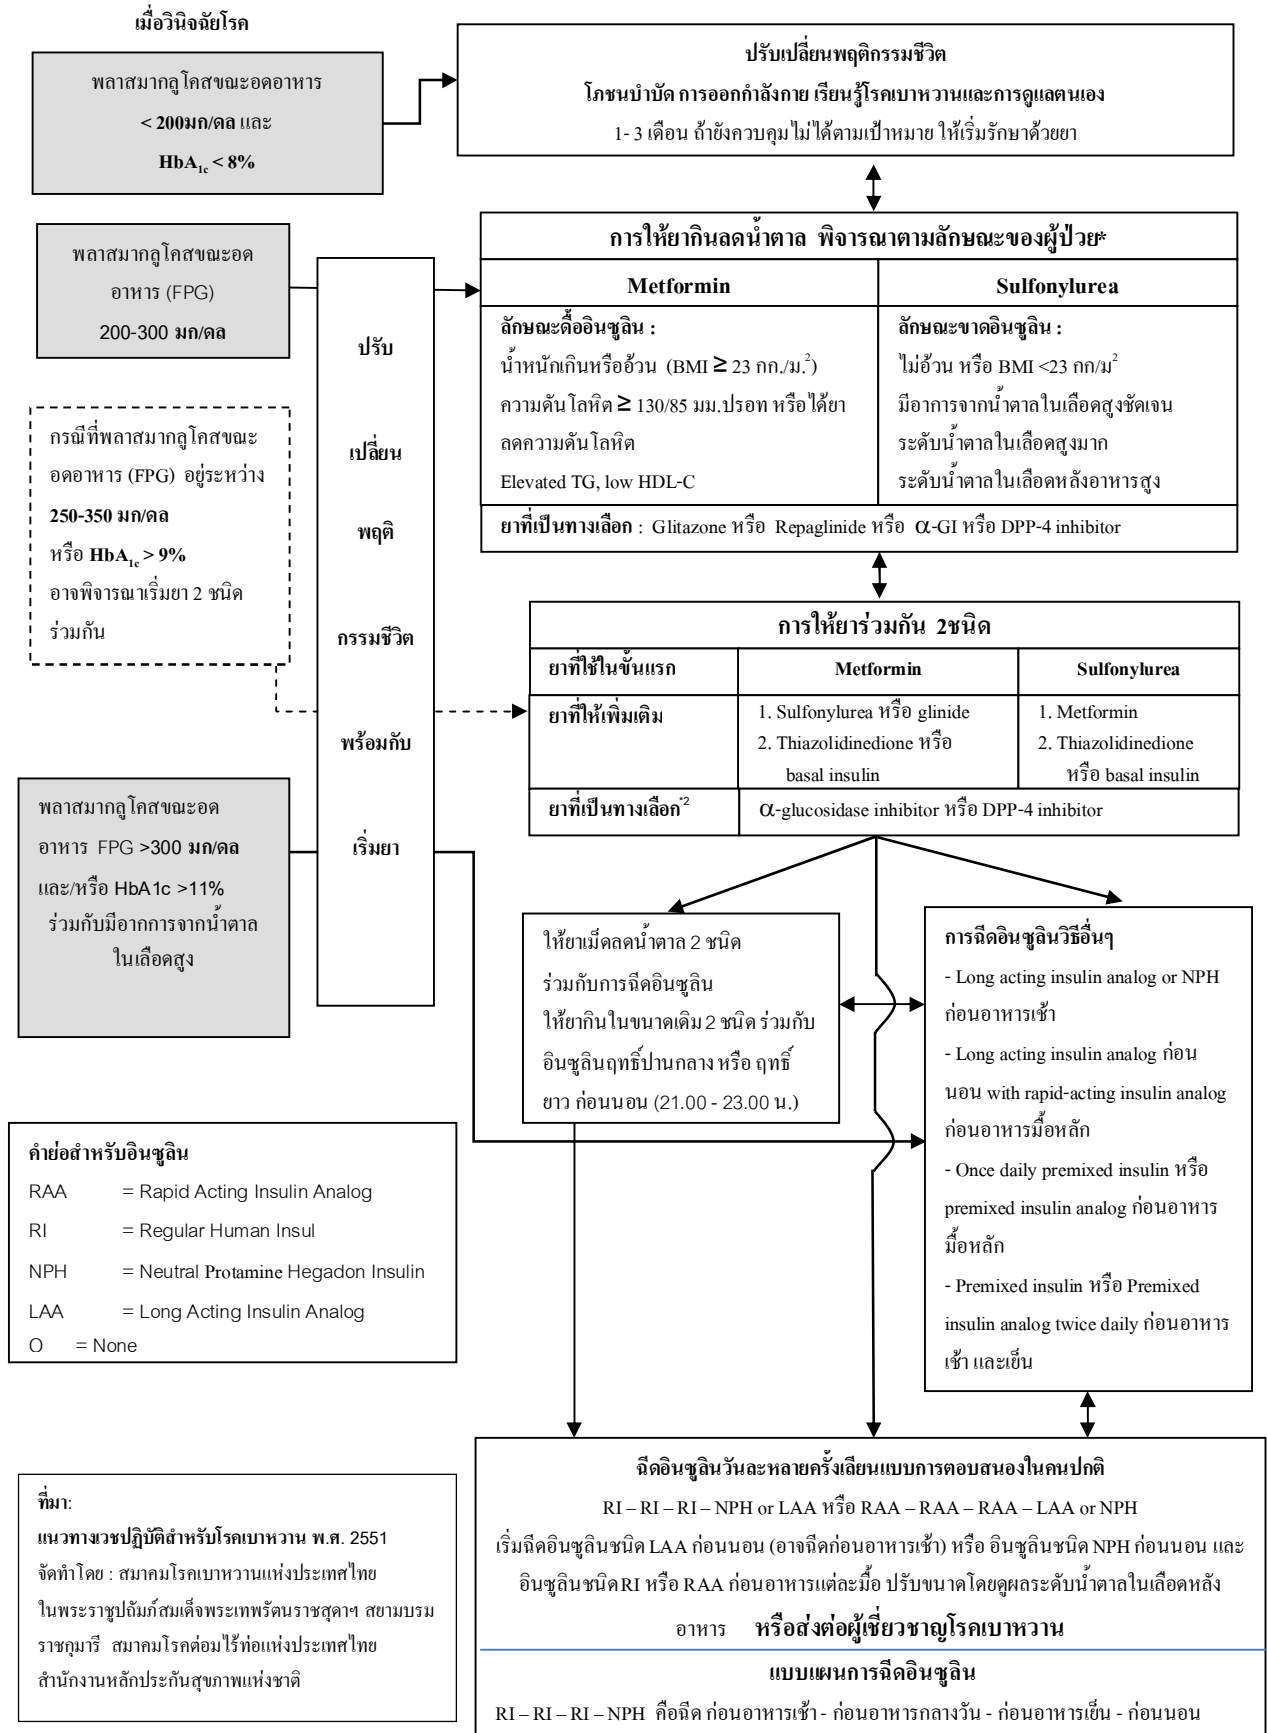 เมื่อวินิจฉัยโรค
พลาสมากลูโคสขณะอดอาหาร
< 200มก/ดล และ
HbA1c < 8%
ปรับเปลี่ยนพฤติกรรมชีวิต
โภชนบำบัด การออกกำลังกาย เรียนรู้โรคเบาหวานและการดูแลตนเอง
1- 3 เดือน ถ้ายังควบคุมไม่ได้ตามเป้าหมาย ให้เริ่มรักษาด้วยยา
พลาสมากลูโคสขณะอด
อาหาร (FPG)
200-300 มก/ดล
การให้ยากินลดน้ำตาล พิจารณาตามลักษณะของผู้ป่วย*
Metformin
Sulfonylurea
ลักษณะดื้ออินซูลิน :
น้ำหนักเกินหรืออ้วน (BMI ≥ 23 กก./ม.²)
ความดันโลหิต ≥ 130/85 มม.ปรอท หรือได้ยา
ลดความดันโลหิต
Elevated TG, low HDL-C
ลักษณะขาดอินซูลิน :
ไม่อ้วน หรือ BMI <23 กก/ม²
มีอาการจากน้ำตาลในเลือดสูงชัดเจน
ระดับน้ำตาลในเลือดสูงมาก
ระดับน้ำตาลในเลือดหลังอาหารสูง
ยาที่เป็นทางเลือก : Glitazone หรือ Repaglinide หรือ α-GI หรือ DPP-4 inhibitor
ปรับ
เปลี่ยน
พฤติ
กรรมชีวิต
พร้อมกับ
เริ่มยา
กรณีที่พลาสมากลูโคสขณะ
อดอาหาร (FPG) อยู่ระหว่าง
250-350 มก/ดล
หรือ HbA1c > 9%
อาจพิจารณาเริ่มยา 2 ชนิด
ร่วมกัน
การให้ยาร่วมกัน 2ชนิด
ยาที่ใช้ในขั้นแรก
Metformin
Sulfonylurea
ยาที่ให้เพิ่มเติม
1. Sulfonylurea หรือ glinide
2. Thiazolidinedione หรือ
basal insulin
1. Metformin
2. Thiazolidinedione
หรือ basal insulin
ยาที่เป็นทางเลือก*2
α-glucosidase inhibitor หรือ DPP-4 inhibitor
พลาสมากลูโคสขณะอด
อาหาร FPG >300 มก/ดล
และ/หรือ HbA1c >11%
ร่วมกับมีอากการจากน้ำตาล
ในเลือดสูง
ให้ยาเม็ดลดน้ำตาล 2 ชนิด
ร่วมกับการฉีดอินซูลิน
ให้ยากินในขนาดเดิม 2 ชนิด ร่วมกับ
อินซูลินฤทธิ์ปานกลาง หรือ ฤทธิ์
ยาว ก่อนนอน (21.00 - 23.00 น.)
การฉีดอินซูลินวิธีอื่นๆ
- Long acting insulin analog or NPH
ก่อนอาหารเช้า
- Long acting insulin analog ก่อน
นอน with rapid-acting insulin analog
ก่อนอาหารมื้อหลัก
- Once daily premixed insulin หรือ
premixed insulin analog ก่อนอาหาร
มื้อหลัก
- Premixed insulin หรือ Premixed
insulin analog twice daily ก่อนอาหาร
เช้า และเย็น
คำย่อสำหรับอินซูลิน
RAA = Rapid Acting Insulin Analog
RI = Regular Human Insul
NPH = Neutral Protamine Hegadon Insulin
LAA = Long Acting Insulin Analog
O = None
ฉีดอินซูลินวันละหลายครั้งเลียนแบบการตอบสนองในคนปกติ
RI – RI – RI – NPH or LAA หรือ RAA – RAA – RAA – LAA or NPH
เริ่มฉีดอินซูลินชนิด LAA ก่อนนอน (อาจฉีดก่อนอาหารเช้า) หรือ อินซูลินชนิด NPH ก่อนนอน และ
อินซูลินชนิด RI หรือ RAA ก่อนอาหารแต่ละมื้อ ปรับขนาดโดยดูผลระดับน้ำตาลในเลือดหลัง
อาหาร หรือส่งต่อผู้เชี่ยวชาญโรคเบาหวาน
แบบแผนการฉีดอินซูลิน
RI – RI – RI – NPH คือฉีด ก่อนอาหารเช้า - ก่อนอาหารกลางวัน - ก่อนอาหารเย็น - ก่อนนอน
ที่มา:
แนวทางเวชปฏิบัติสำหรับโรคเบาหวาน พ.ศ. 2551
จัดทำโดย : สมาคมโรคเบาหวานแห่งประเทศไทย
ในพระราชูปถัมภ์สมเด็จพระเทพรัตนราชสุดาฯ สยามบรม
ราชกุมารี สมาคมโรคต่อมไร้ท่อแห่งประเทศไทย
สำนักงานหลักประกันสุขภาพแห่งชาติ